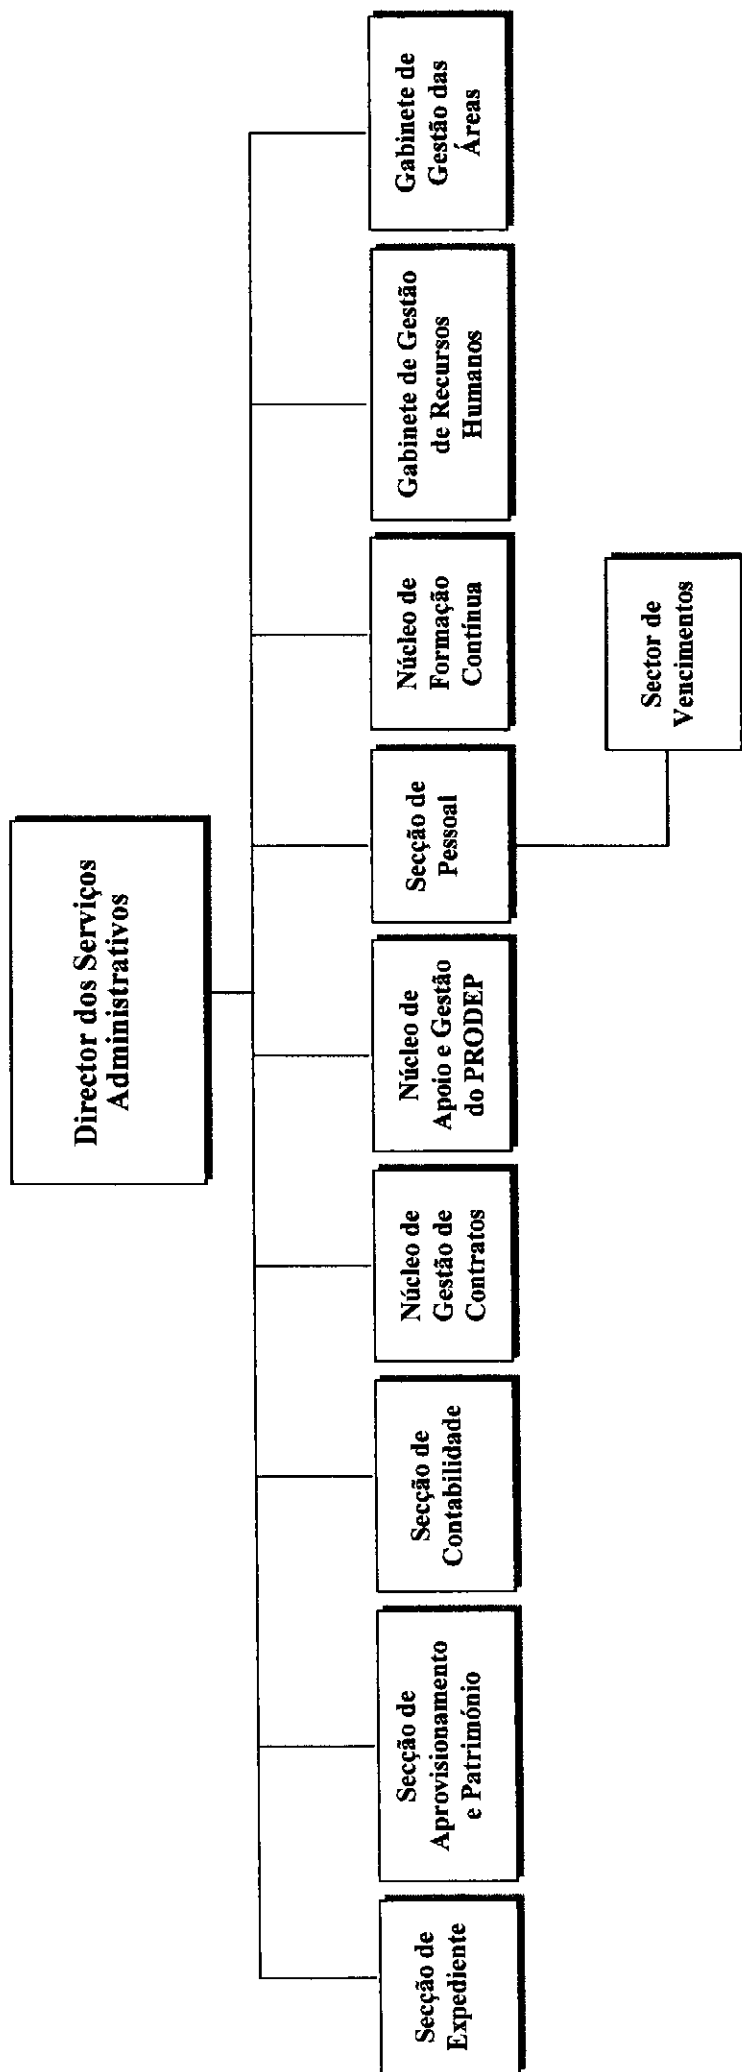 Director dos Serviços
Administrativos
Secção de
Expediente
Secção de
Aprovisionamento
e Património
Secção de
Contabilidade
Núcleo de
Gestão de
Contratos
Núcleo de
Apoio e Gestão
do PRODEP
Secção de
Pessoal
Núcleo de
Formação
Contínua
Gabinete de Gestão
de Recursos
Humanos
Gabinete de
Gestão das
Áreas
Sector de
Vencimentos